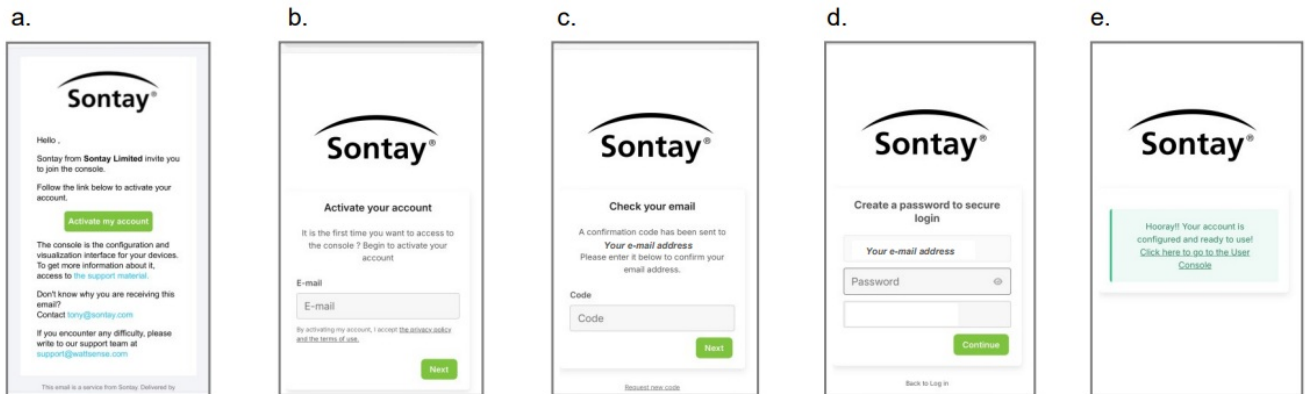 a.
Sontay®
Hello ,
Sontay from Sontay Limited invite you
to join the console.
Follow the link below to activate your
account.
Activate my account
The console is the configuration and
visualization interface for your devices.
To get more information about it,
access to the support material.
Don't know why you are receiving this
email?
Contact tony@sontay.com
If you encounter any difficulty, please
write to our support team at
support@wattsense.com
This email is a service from Sontay. Delivered by
b.
Sontay®
Activate your account
It is the first time you want to access to
the console ? Begin to activate your
account
E-mail
E-mail
By activating my account, I accept the privacy policy
and the terms of use.
Next
c.
Sontay®
Check your email
A confirmation code has been sent to
Your e-mail address
Please enter it below to confirm your
email address.
Code
Code
Next
Request new code
d.
Sontay®
Create a password to secure
login
Your e-mail address
Password
Continue
Back to Log in
e.
Sontay®
Hooray!! Your account is
configured and ready to use!
Click here to go to the User
Console